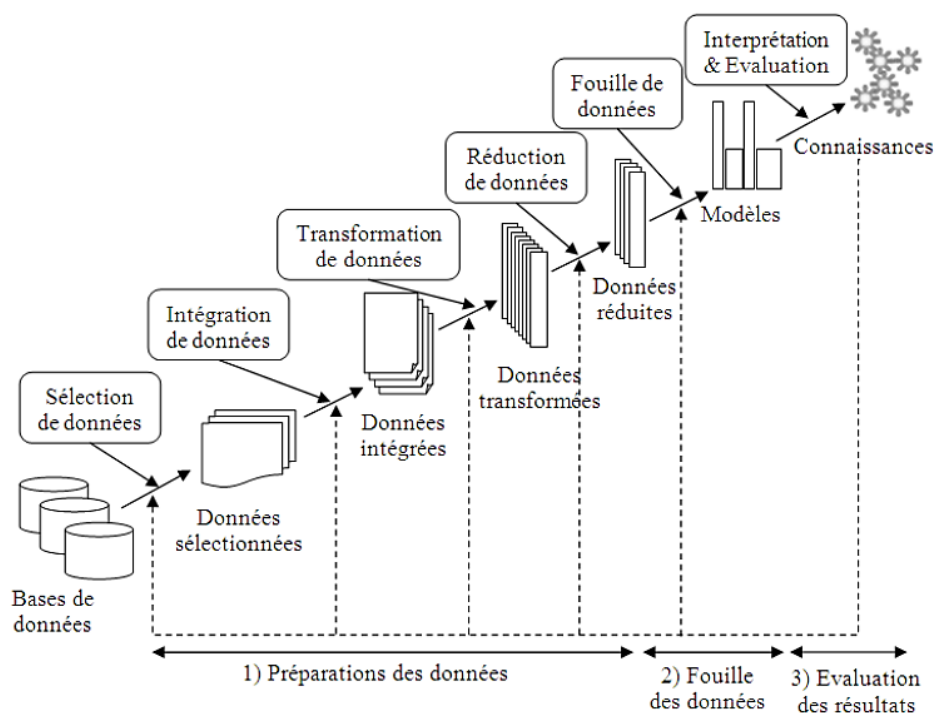 Interprétation
& Evaluation
Connaissances
Fouille de
données
Modèles
Réduction
de données
Données
réduites
Transformation
de données
Données
transformées
Intégration
de données
Données
intégrées
Sélection
de données
Données
sélectionnées
Bases de
données
1) Préparations des données
2) Fouille
des données
3) Evaluation
des résultats